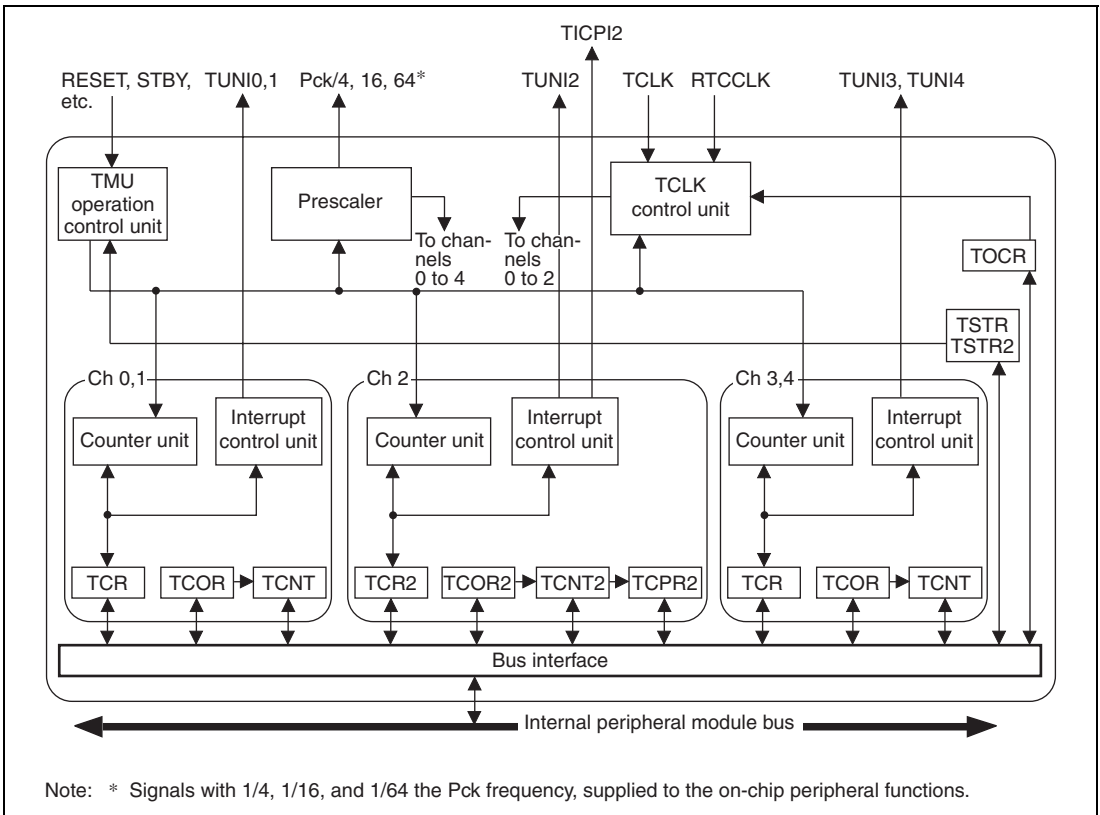 TICPI2
RESET, STBY,
etc.
TUNI0,1
Pck/4, 16, 64*
TUNI2
TCLK
RTCCLK
TUNI3, TUNI4
TMU
operation
control unit
Prescaler
To chan-
nels
0 to 4
To chan-
nels
0 to 2
TCLK
control unit
TOCR
TSTR
TSTR2
Ch 0,1
Counter unit
Interrupt
control unit
TCR
TCOR
TCNT
Ch 2
Counter unit
Interrupt
control unit
TCR2
TCOR2
TCNT2
TCPR2
Ch 3,4
Counter unit
Interrupt
control unit
TCR
TCOR
TCNT
Bus interface
Internal peripheral module bus
Note: * Signals with 1/4, 1/16, and 1/64 the Pck frequency, supplied to the on-chip peripheral functions.